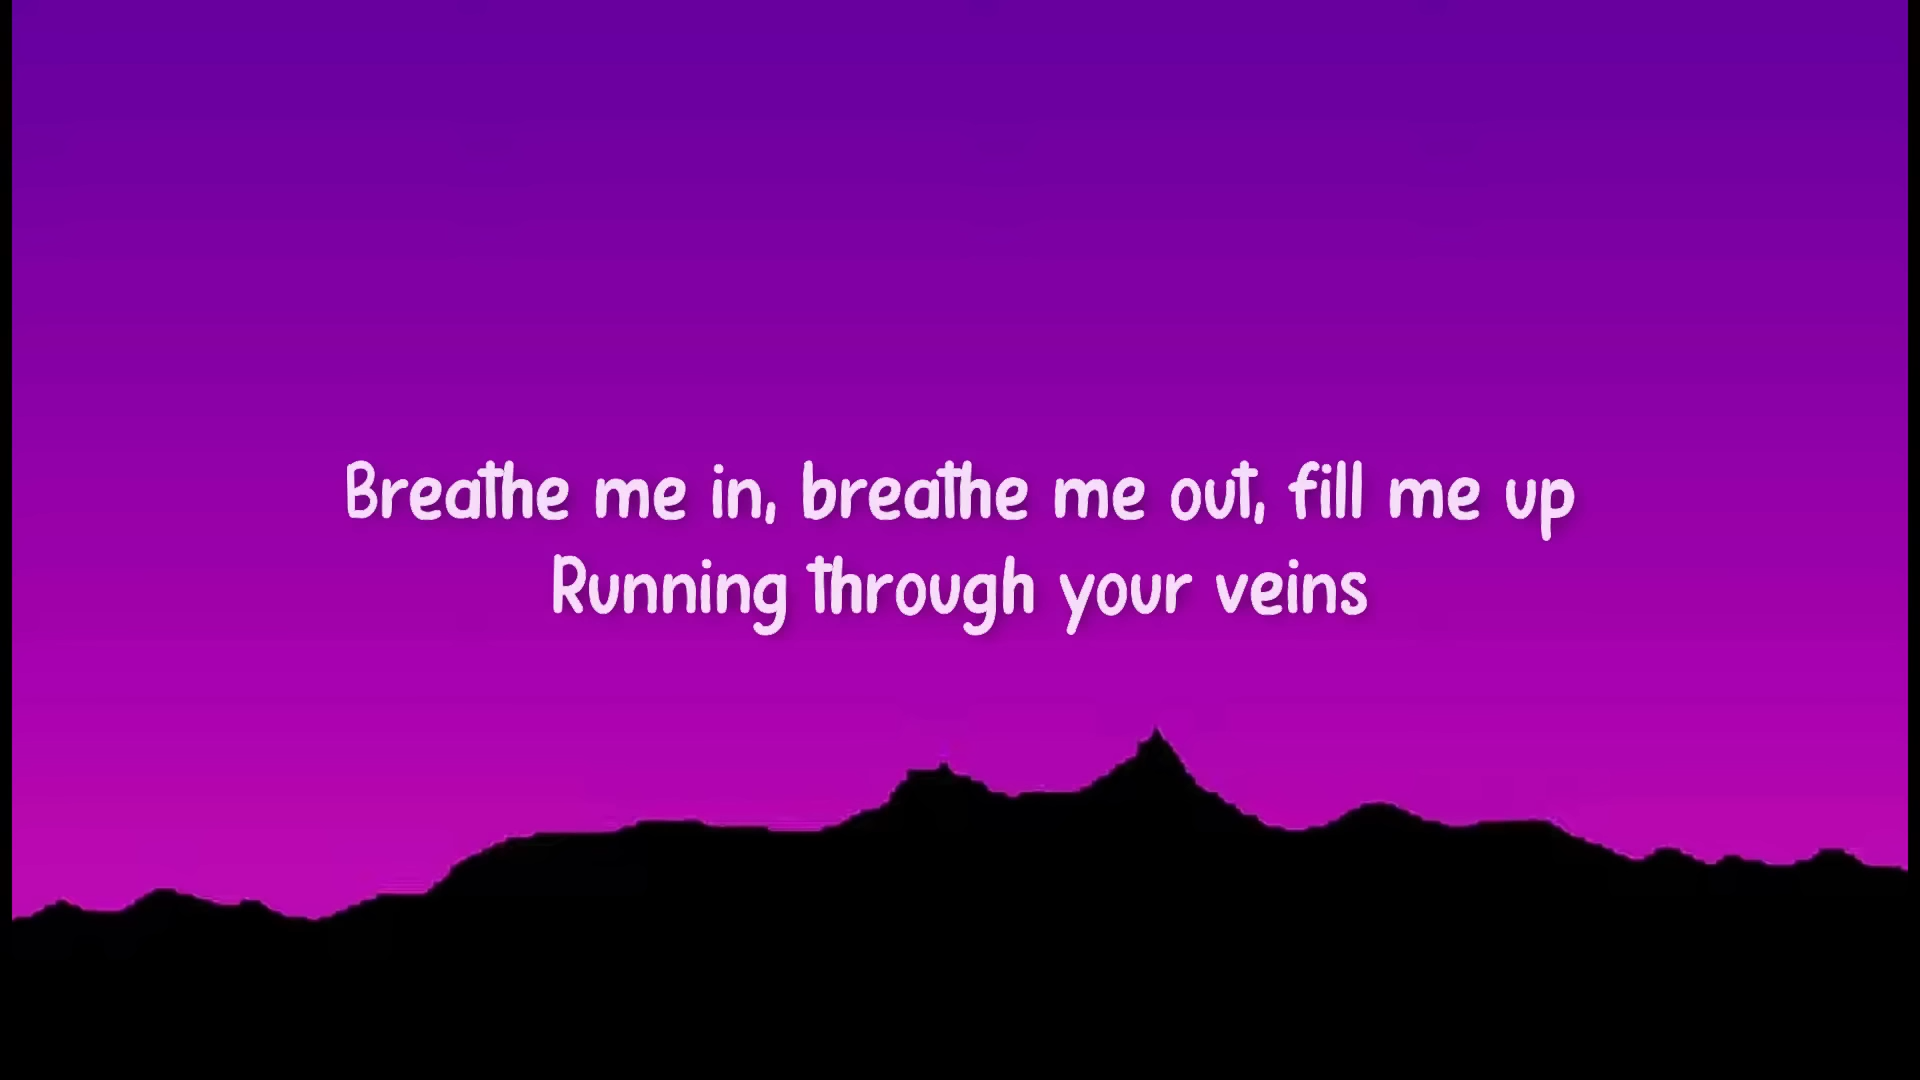 Breathe me in, breathe me out, fill me up
Running through your veins